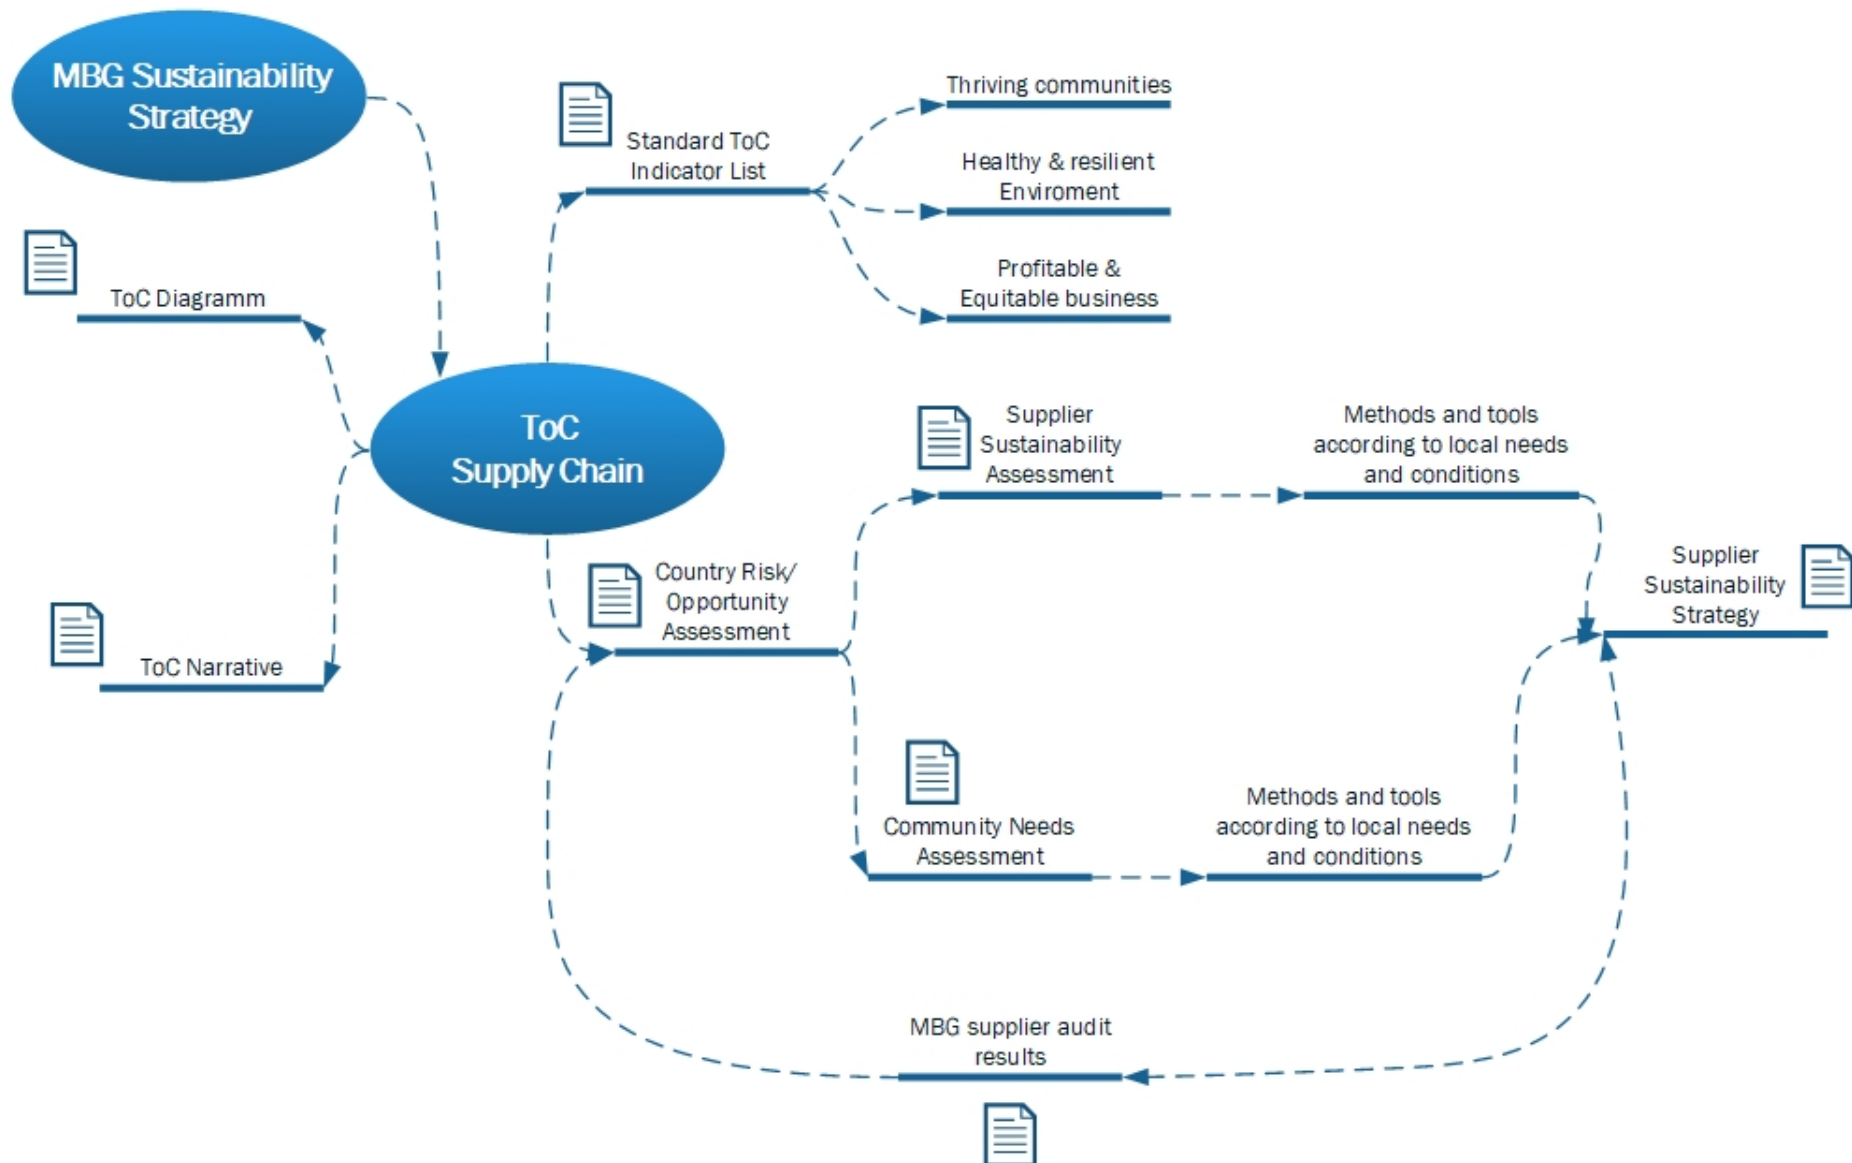 MBG Sustainability
Strategy
Thriving communities
Standard ToC
Indicator List
Healthy & resilient
Enviroment
Profitable &
Equitable business
ToC Diagramm
ToC
Supply Chain
Supplier
Sustainability
Assessment
Methods and tools
according to local needs
and conditions
Country Risk/
Opportunity
Assessment
Supplier
Sustainability
Strategy
ToC Narrative
Community Needs
Assessment
Methods and tools
according to local needs
and conditions
MBG supplier audit
results